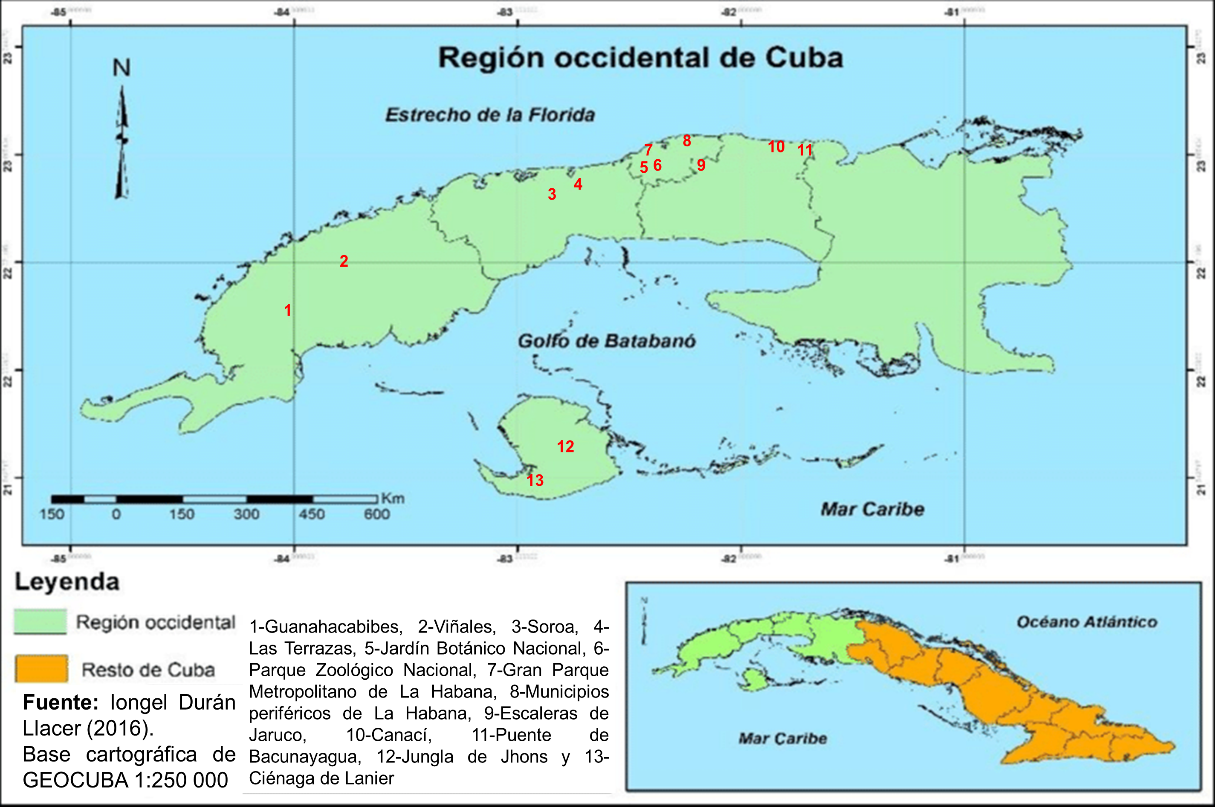 -85 -84 -83 -82 -81
Región occidental de Cuba
N
Estrecho de la Florida
23 23
8
7 10 11
23 23
5 6 9
4
3
2
22 22
1
Golfo de Batabanó
22 22
12
13
21 21
Km
150 0 150 300 450 600
Mar Caribe
-85 -84 -83 -82 -81
Leyenda
Región occidental
Resto de Cuba
Fuente: Iongel Durán
Llacer (2016).
Base cartográfica de
GEOCUBA 1:250 000
1-Guanahacabibes, 2-Viñales, 3-Soroa, 4-
Las Terrazas, 5-Jardín Botánico Nacional, 6-
Parque Zoológico Nacional, 7-Gran Parque
Metropolitano de La Habana, 8-Municipios
periféricos de La Habana, 9-Escaleras de
Jaruco, 10-Canací, 11-Puente de
Bacunayagua, 12-Jungla de Jhons y 13-
Ciénaga de Lanier
N
Océano Atlántico
Mar Caribe